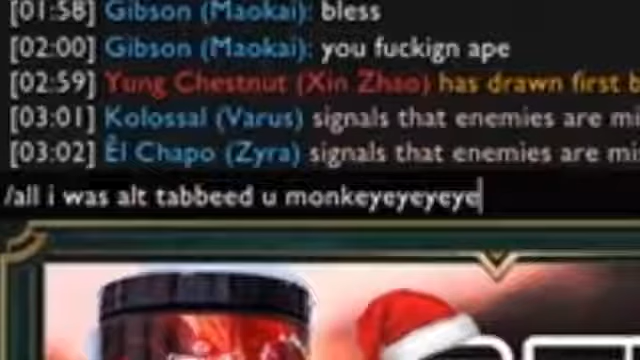 [01:58] Gibson (Maokai): bless
[02:00] Gibson (Maokai): you fuckign ape
[02:59] Yung Chestnut (Xin Zhao) has drawn first
[03:01] Kolossal (Varus) signals that enemies are
[03:02] Êl Chapo (Zyra) signals that enemies are
/all i was alt tabbeed u monkeyeyeyeye